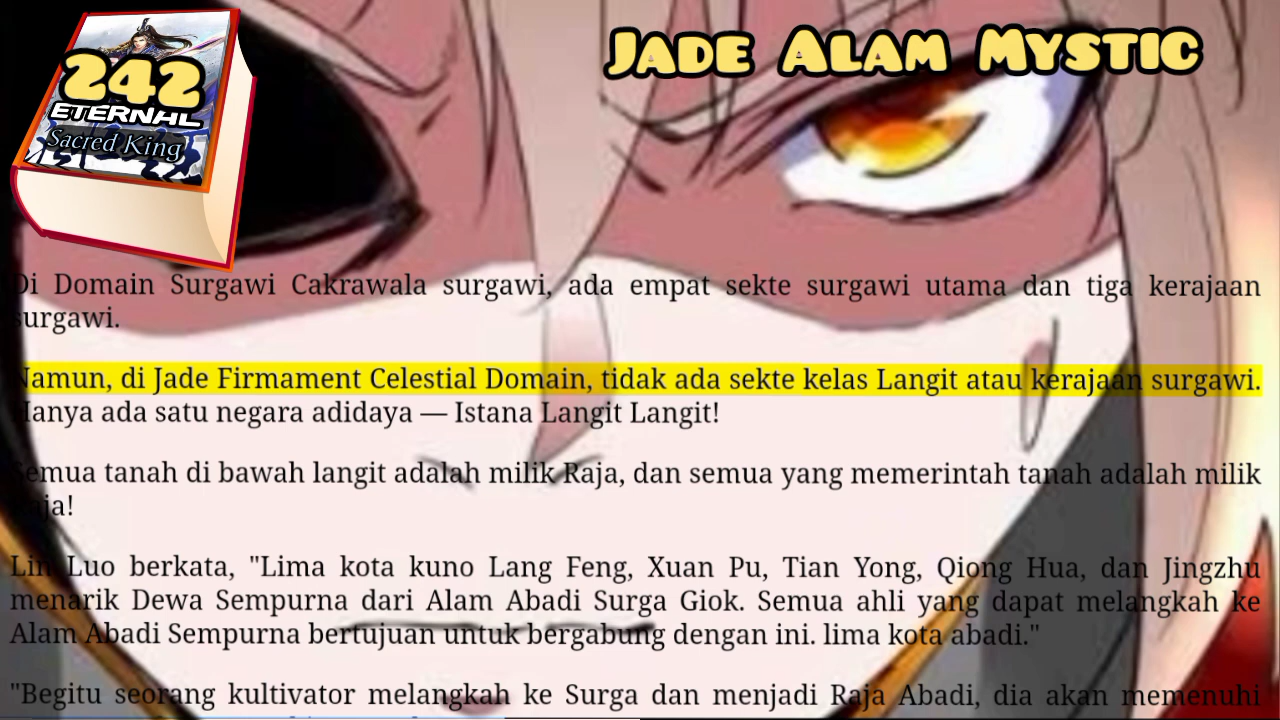 JADE ALAM MYSTIC
242
ETERNAL
Sacred King
Di Domain Surgawi Cakrawala surgawi, ada empat sekte surgawi utama dan tiga kerajaan
surgawi.
Namun, di Jade Firmament Celestial Domain, tidak ada sekte kelas Langit atau kerajaan surgawi.
Hanya ada satu negara adidaya — Istana Langit Langit!
Semua tanah di bawah langit adalah milik Raja, dan semua yang memerintah tanah adalah milik
Raja!
Lin Luo berkata, "Lima kota kuno Lang Feng, Xuan Pu, Tian Yong, Qiong Hua, dan Jingzhu
menarik Dewa Sempurna dari Alam Abadi Surga Giok. Semua ahli yang dapat melangkah ke
Alam Abadi Sempurna bertujuan untuk bergabung dengan ini. lima kota abadi."
"Begitu seorang kultivator melangkah ke Surga dan menjadi Raja Abadi, dia akan memenuhi